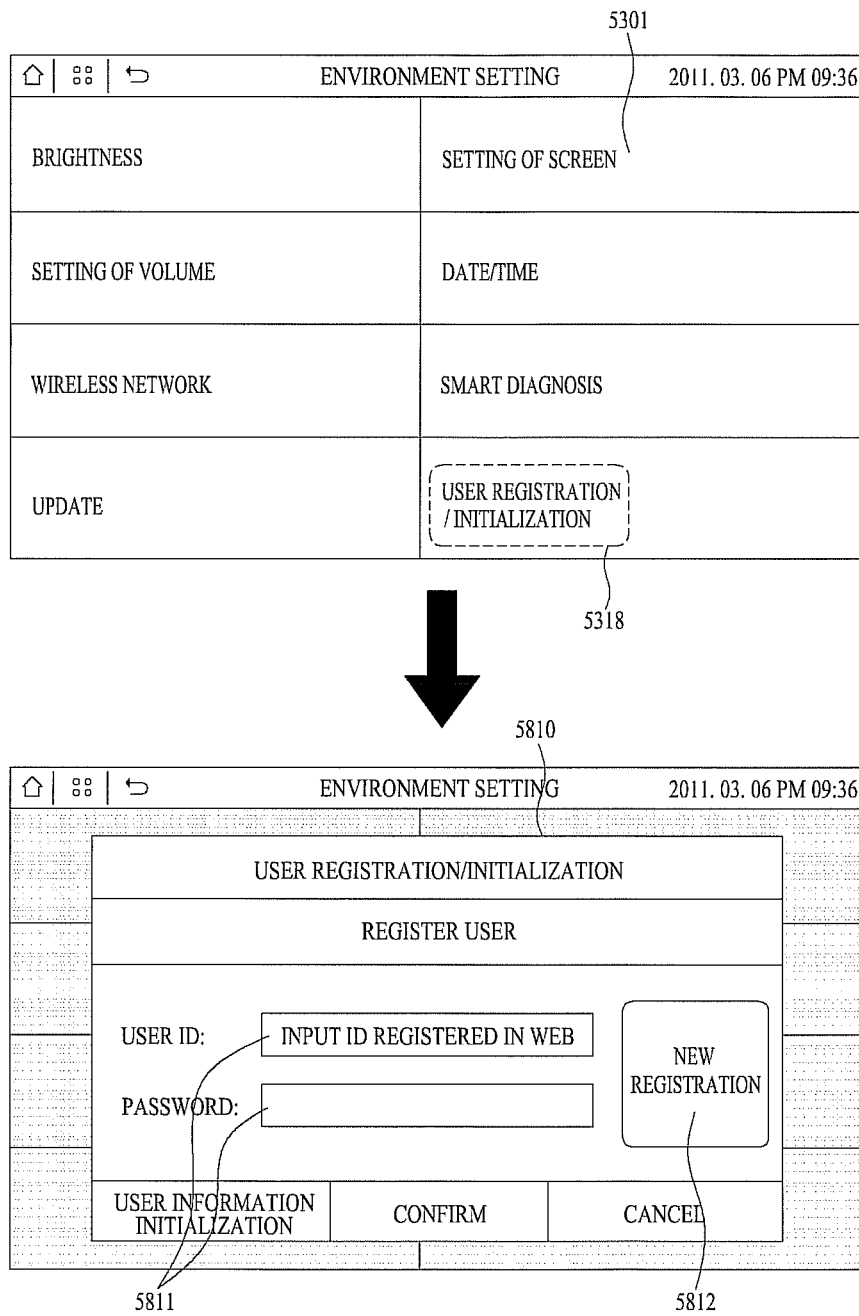 5301
ENVIRONMENT SETTING 2011. 03. 06 PM 09:36
BRIGHTNESS
SETTING OF SCREEN
SETTING OF VOLUME
DATE/TIME
WIRELESS NETWORK
SMART DIAGNOSIS
UPDATE
USER REGISTRATION
/ INITIALIZATION
5318
5810
ENVIRONMENT SETTING 2011. 03. 06 PM 09:36
USER REGISTRATION/INITIALIZATION
REGISTER USER
USER ID: INPUT ID REGISTERED IN WEB
NEW
REGISTRATION
PASSWORD:
USER INFORMATION
INITIALIZATION
CONFIRM
CANCEL
5811
5812